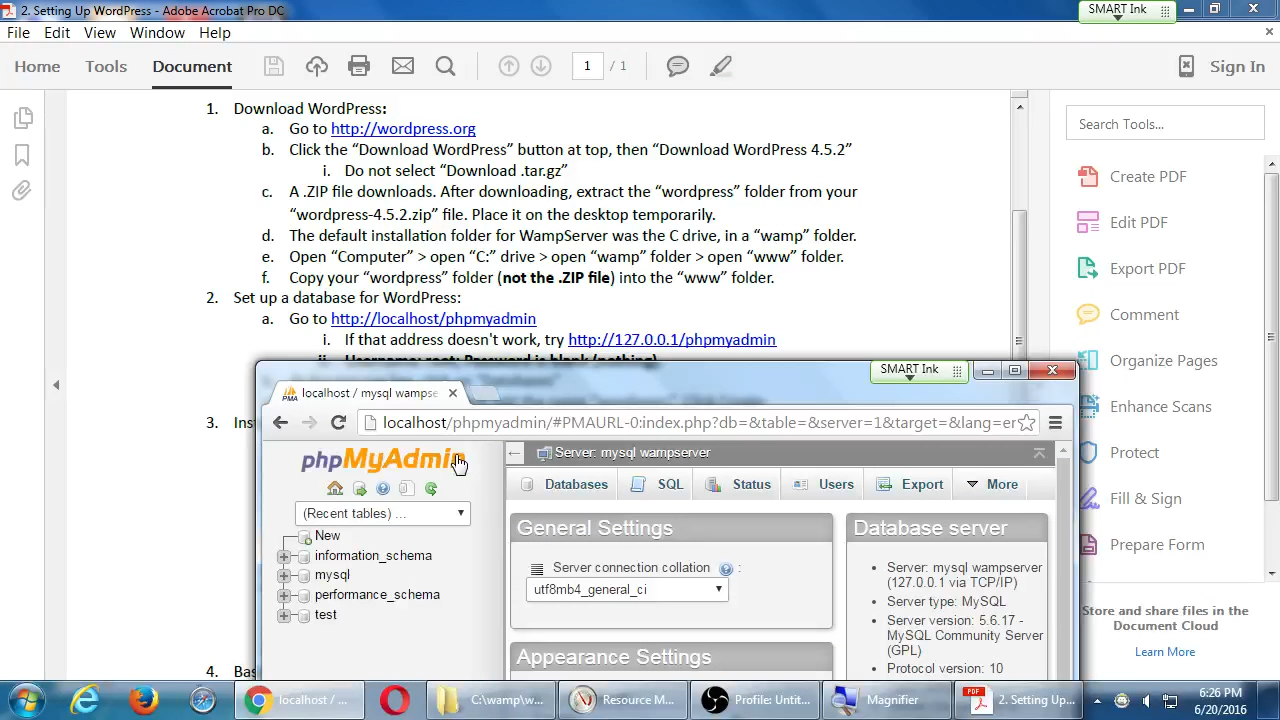 2. Setting Up WordPress - Adobe Acrobat Pro DC
SMART Ink
File Edit View Window Help
Home Tools Document 1 / 1 Sign In
1. Download WordPress:
a. Go to http://wordpress.org
b. Click the “Download WordPress” button at top, then “Download WordPress 4.5.2”
i. Do not select “Download .tar.gz”
c. A .ZIP file downloads. After downloading, extract the “wordpress” folder from your
“wordpress-4.5.2.zip” file. Place it on the desktop temporarily.
d. The default installation folder for WampServer was the C drive, in a “wamp” folder.
e. Open “Computer” > open “C:” drive > open “wamp” folder > open “www” folder.
f. Copy your “wordpress” folder (not the .ZIP file) into the “www” folder.
2. Set up a database for WordPress:
a. Go to http://localhost/phpmyadmin
i. If that address doesn't work, try http://127.0.0.1/phpmyadmin
ii. Username: root; Password is blank (nothing)
3. Ins
4. Bas
Search Tools...
Create PDF
Edit PDF
Export PDF
Comment
Organize Pages
Enhance Scans
Protect
Fill & Sign
Prepare Form
Store and share files in the
Document Cloud
Learn More
SMART Ink
PMA localhost / mysql wampse
localhost/phpmyadmin/#PMAURL-0:index.php?db=&table=&server=1&target=&lang=er
phpMyAdmin
(Recent tables) ...
New
information_schema
mysql
performance_schema
test
Server: mysql wampserver
Databases SQL Status Users Export More
General Settings
Server connection collation :
utf8mb4_general_ci
Appearance Settings
Database server
Server: mysql wampserver
(127.0.0.1 via TCP/IP)
Server type: MySQL
Server version: 5.6.17 -
MySQL Community Server
(GPL)
Protocol version: 10
localhost / ... C:\wamp\w... Resource M... Profile: Untit... Magnifier PDF 2. Setting Up...
6:26 PM
6/20/2016